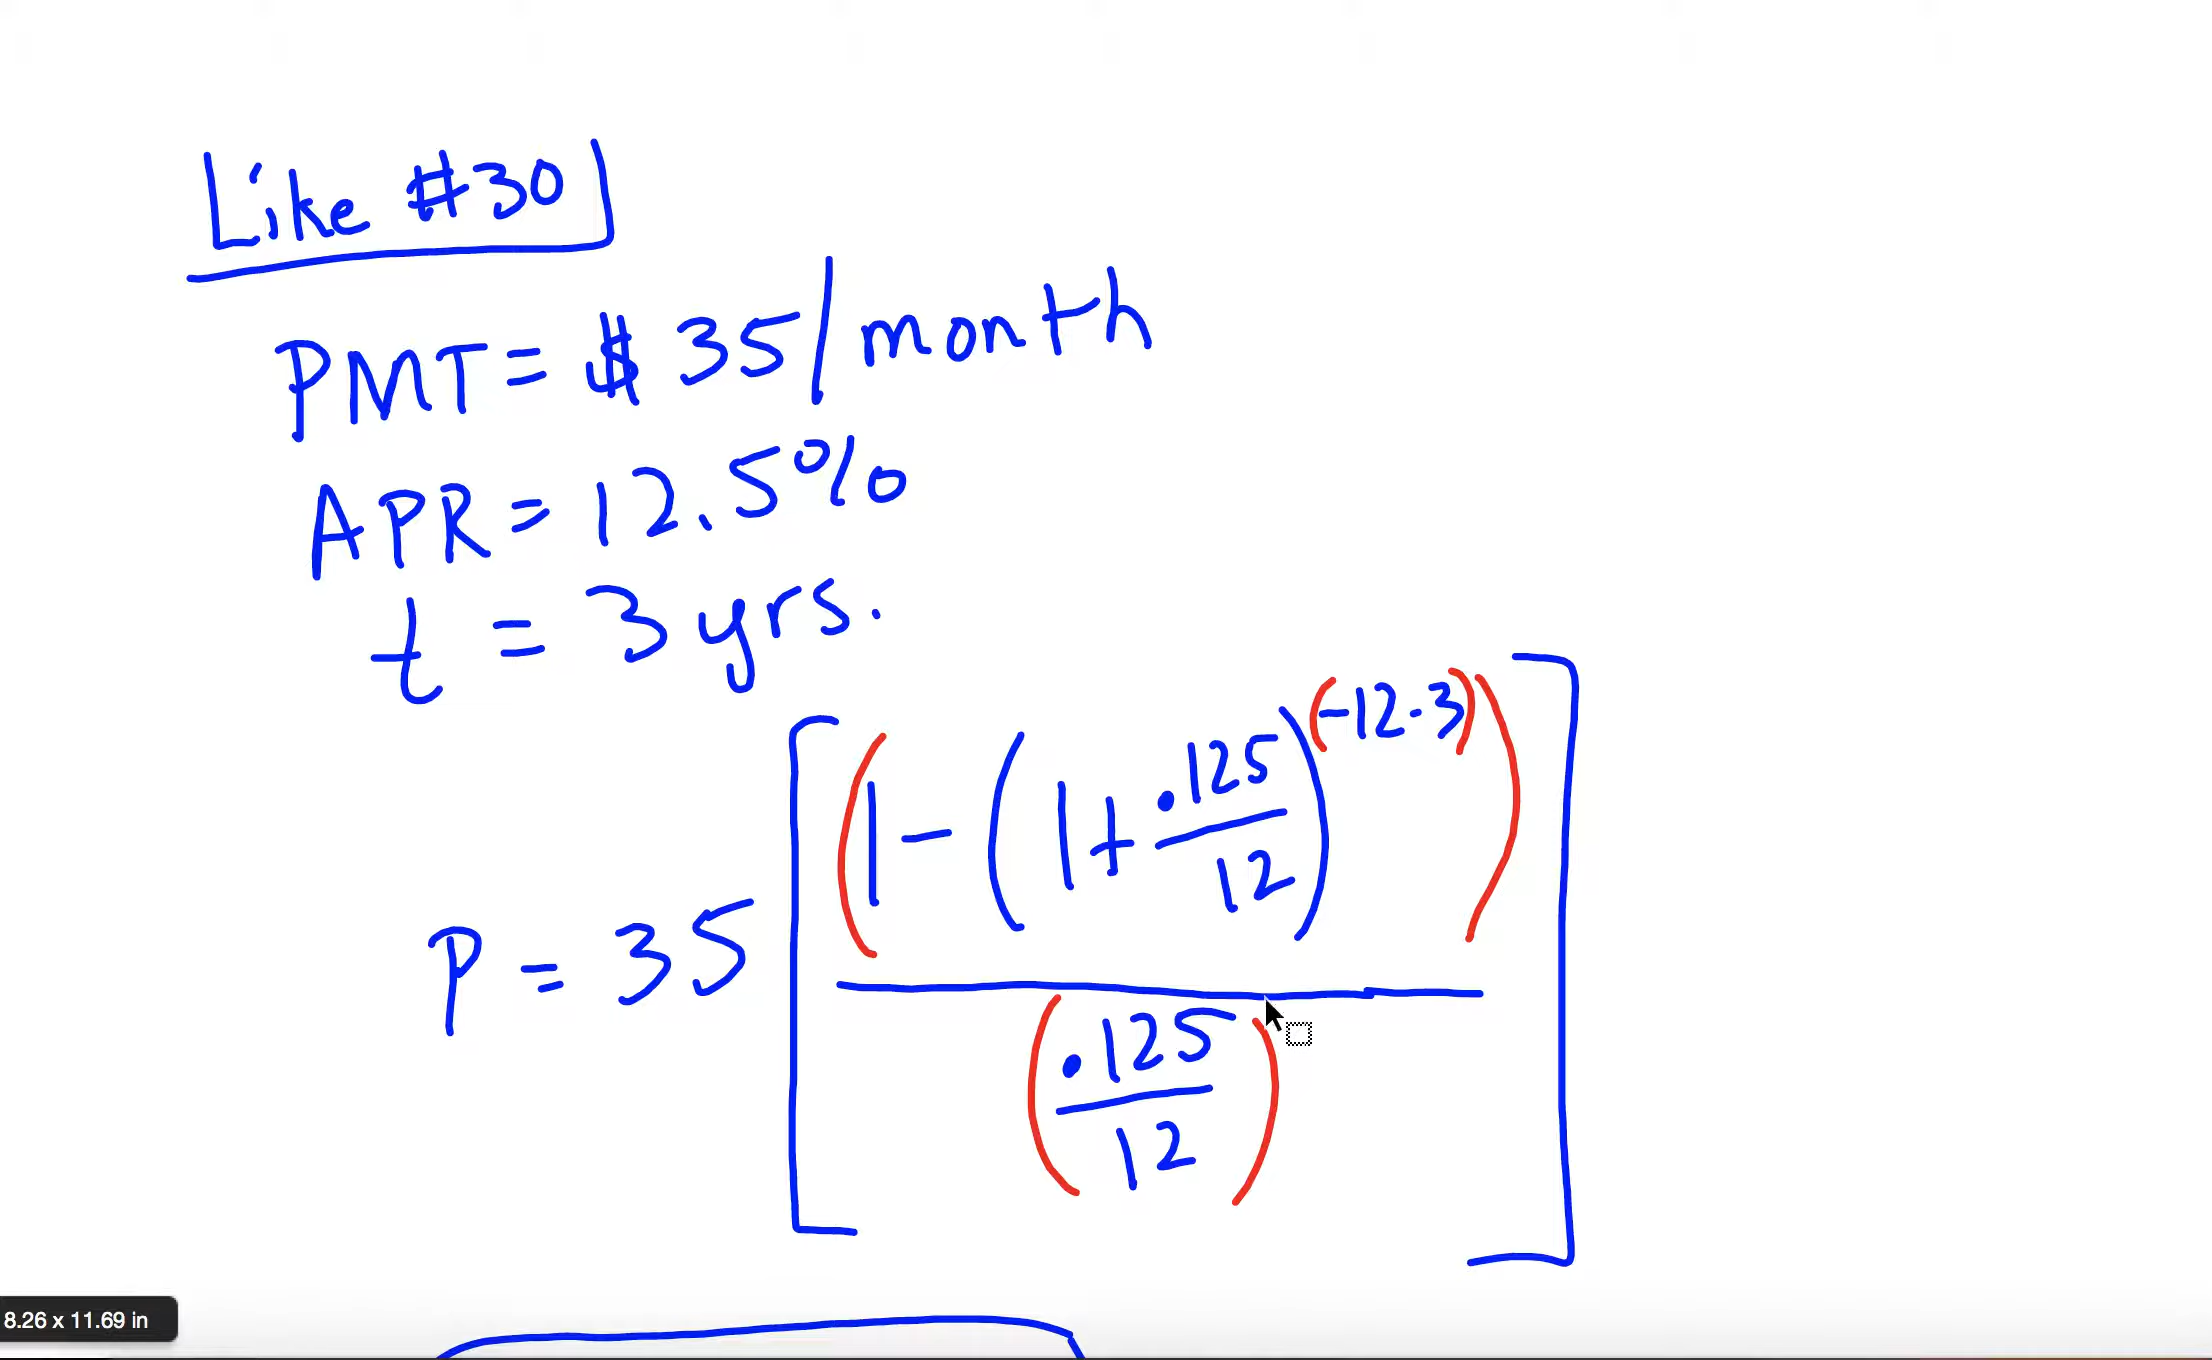 Like #30
PMT = $35/month
APR = 12.5%
t = 3 yrs.
P = 35 [ (1 - (1 + .125/12)^(-12·3)) / (.125/12) ]
8.26 x 11.69 in